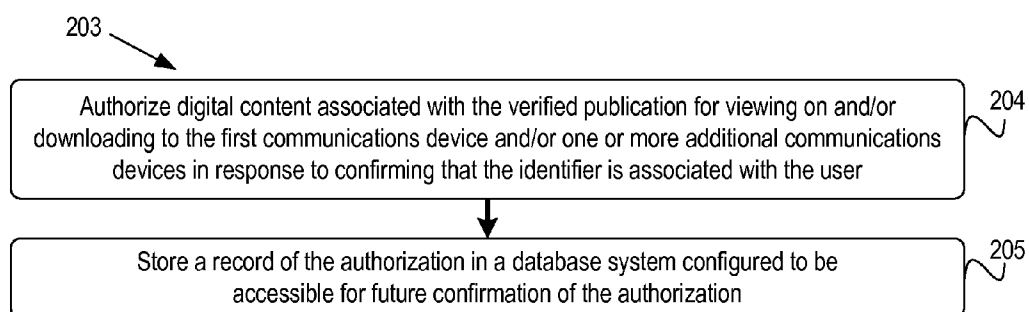 203
Authorize digital content associated with the verified publication for viewing on and/or
downloading to the first communications device and/or one or more additional communications
devices in response to confirming that the identifier is associated with the user
204
Store a record of the authorization in a database system configured to be
accessible for future confirmation of the authorization
205